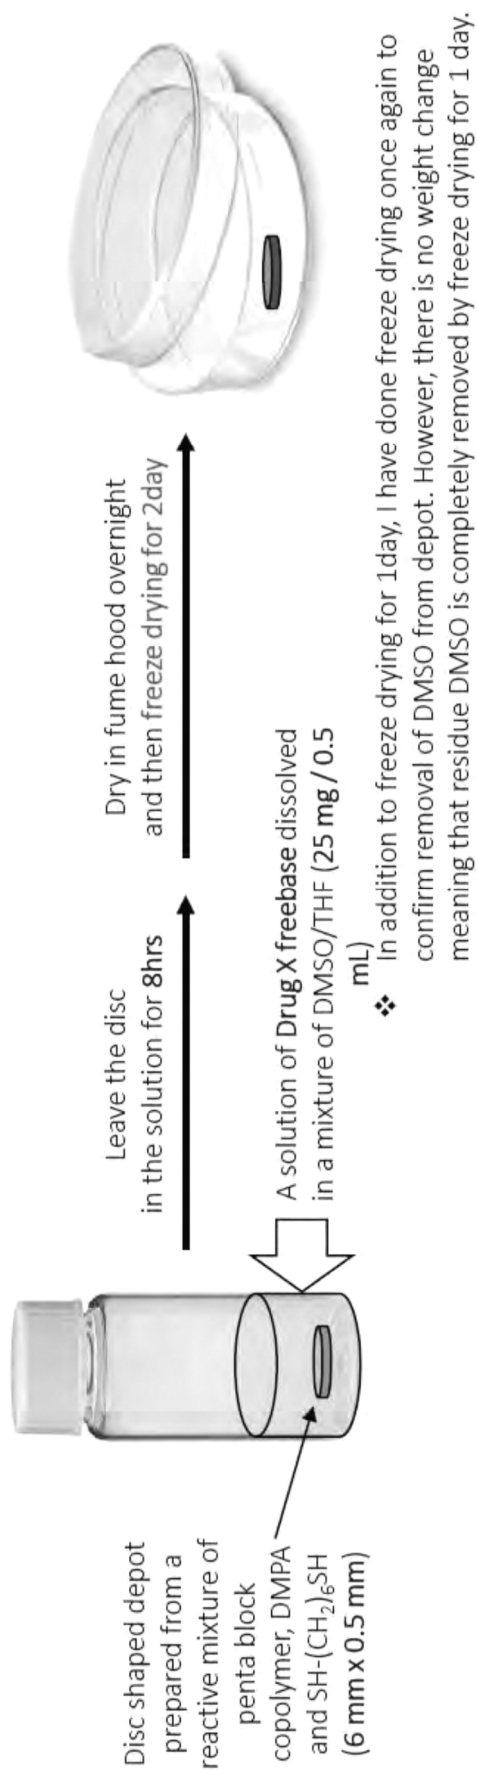 Disc shaped depot
prepared from a
reactive mixture of
penta block
copolymer, DMPA
and SH-(CH₂)₆SH
(6 mm x 0.5 mm)
Leave the disc
in the solution for 8hrs
A solution of Drug X freebase dissolved
in a mixture of DMSO/THF (25 mg / 0.5
mL)
Dry in fume hood overnight
and then freeze drying for 2day
❖ In addition to freeze drying for 1day, I have done freeze drying once again to
confirm removal of DMSO from depot. However, there is no weight change
meaning that residue DMSO is completely removed by freeze drying for 1 day.